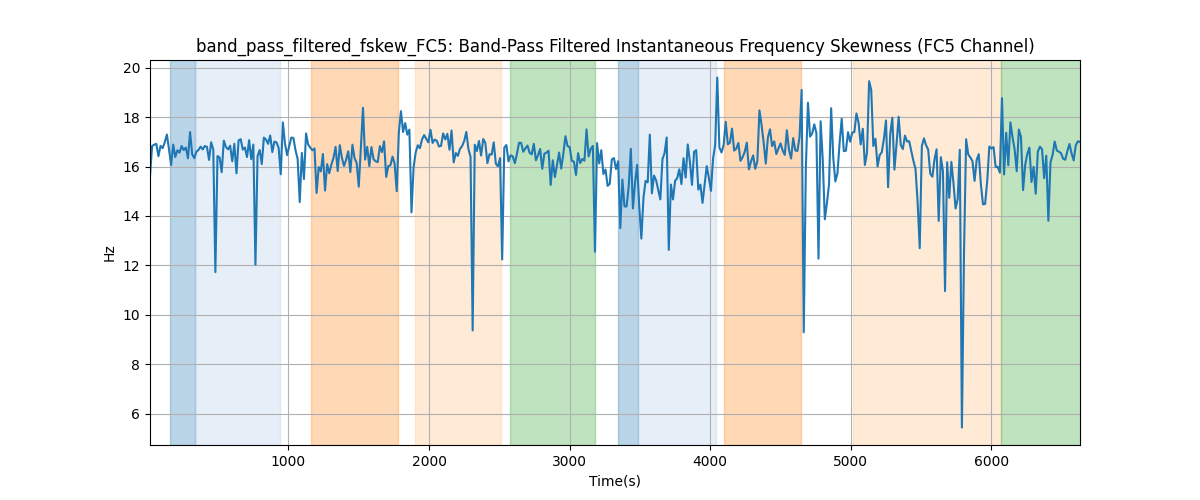 band_pass_filtered_fskew_FC5: Band-Pass Filtered Instantaneous Frequency Skewness (FC5 Channel)
20
18
16
14
12
10
8
6
Hz
1000 2000 3000 4000 5000 6000
Time(s)